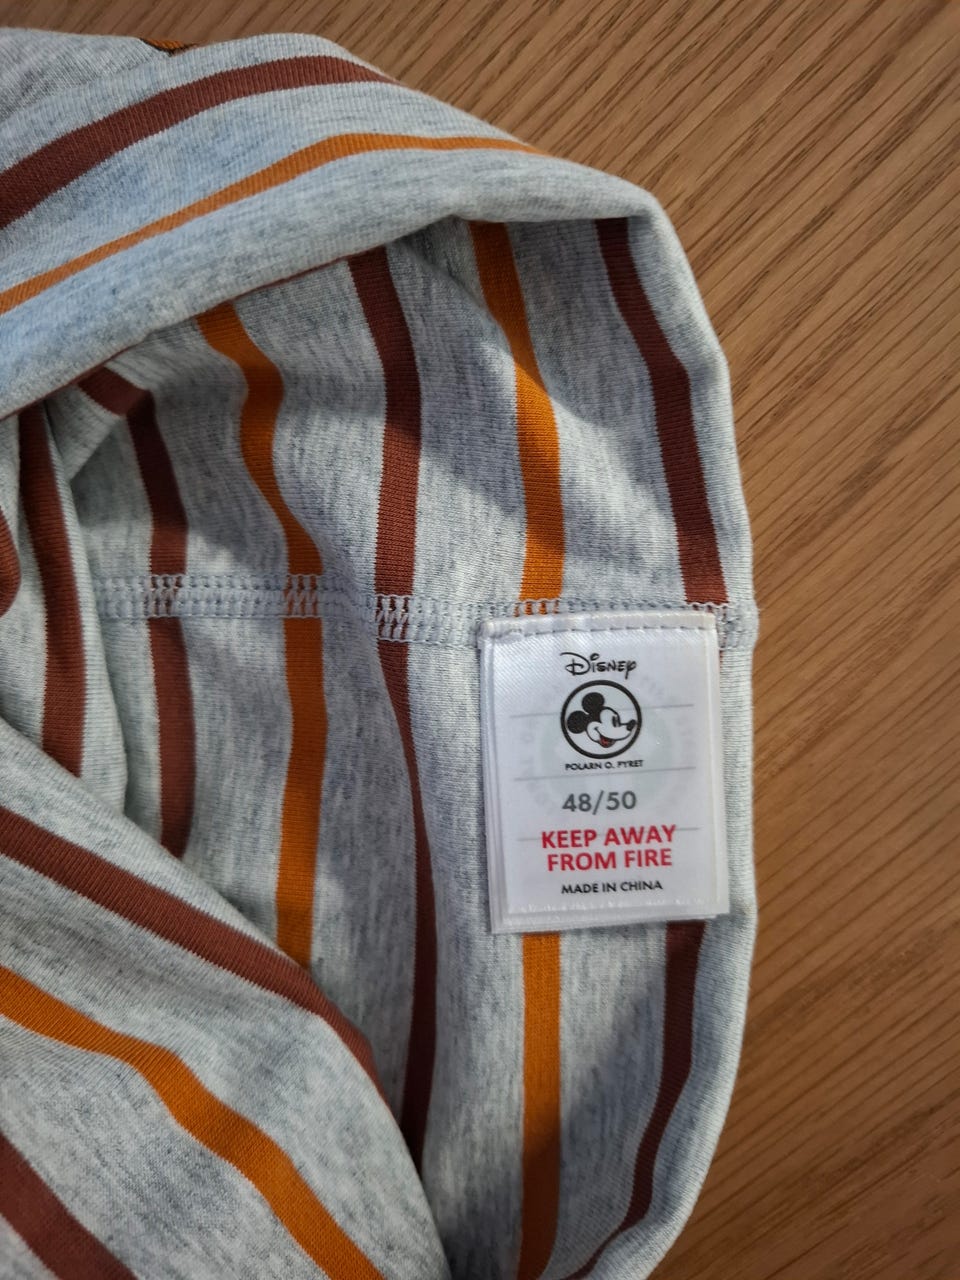 Disney
POLARN O. PYRET
48/50
KEEP AWAY
FROM FIRE
MADE IN CHINA